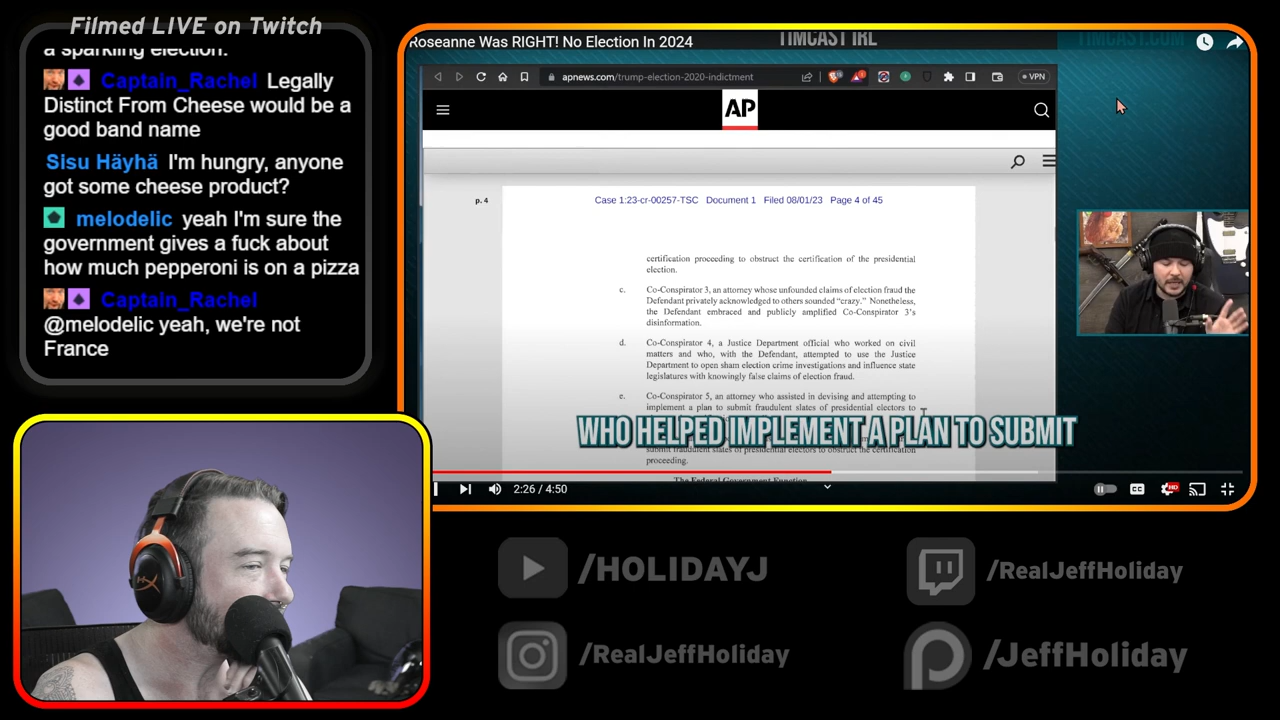 Filmed LIVE on Twitch
a sparkling election.
Captain_Rachel Legally
Distinct From Cheese would be a
good band name
Sisu Häyhä I'm hungry, anyone
got some cheese product?
melodelic yeah I'm sure the
government gives a fuck about
how much pepperoni is on a pizza
Captain_Rachel
@melodelic yeah, we're not
France
Roseanne Was RIGHT! No Election In 2024
TIMCAST IRL
TIMCAST.COM
apnews.com/trump-election-2020-indictment
VPN
AP
p. 4
Case 1:23-cr-00257-TSC Document 1 Filed 08/01/23 Page 4 of 45
certification proceeding to obstruct the certification of the presidential
election.
c. Co-Conspirator 3, an attorney whose unfounded claims of election fraud the
Defendant privately acknowledged to others sounded “crazy.” Nonetheless,
the Defendant embraced and publicly amplified Co-Conspirator 3’s
disinformation.
d. Co-Conspirator 4, a Justice Department official who worked on civil
matters and who, with the Defendant, attempted to use the Justice
Department to open sham election crime investigations and influence state
legislatures with knowingly false claims of election fraud.
e. Co-Conspirator 5, an attorney who assisted in devising and attempting to
implement a plan to submit fraudulent slates of presidential electors to
WHO HELPED IMPLEMENT A PLAN TO SUBMIT
submit fraudulent slates of presidential electors to obstruct the certification
proceeding.
The Federal Government Function
2:26 / 4:50
CC
HD
/HOLIDAYJ
/RealJeffHoliday
/RealJeffHoliday
/JeffHoliday